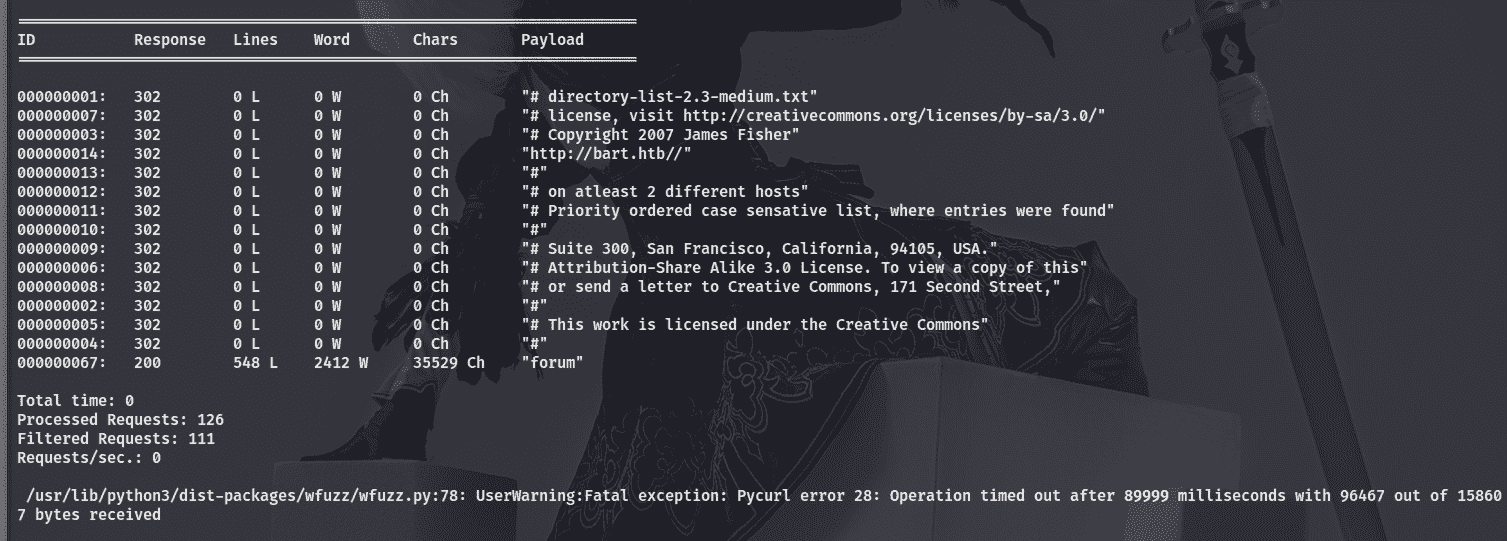 ID Response Lines Word Chars Payload
000000001: 302 0 L 0 W 0 Ch "# directory-list-2.3-medium.txt"
000000007: 302 0 L 0 W 0 Ch "# license, visit http://creativecommons.org/licenses/by-sa/3.0/"
000000003: 302 0 L 0 W 0 Ch "# Copyright 2007 James Fisher"
000000014: 302 0 L 0 W 0 Ch "http://bart.htb//"
000000013: 302 0 L 0 W 0 Ch "#"
000000012: 302 0 L 0 W 0 Ch "# on atleast 2 different hosts"
000000011: 302 0 L 0 W 0 Ch "# Priority ordered case sensative list, where entries were found"
000000010: 302 0 L 0 W 0 Ch "#"
000000009: 302 0 L 0 W 0 Ch "# Suite 300, San Francisco, California, 94105, USA."
000000006: 302 0 L 0 W 0 Ch "# Attribution-Share Alike 3.0 License. To view a copy of this"
000000008: 302 0 L 0 W 0 Ch "# or send a letter to Creative Commons, 171 Second Street,"
000000002: 302 0 L 0 W 0 Ch "#"
000000005: 302 0 L 0 W 0 Ch "# This work is licensed under the Creative Commons"
000000004: 302 0 L 0 W 0 Ch "#"
000000067: 200 548 L 2412 W 35529 Ch "forum"
Total time: 0
Processed Requests: 126
Filtered Requests: 111
Requests/sec.: 0
/usr/lib/python3/dist-packages/wfuzz/wfuzz.py:78: UserWarning:Fatal exception: Pycurl error 28: Operation timed out after 89999 milliseconds with 96467 out of 15860
7 bytes received